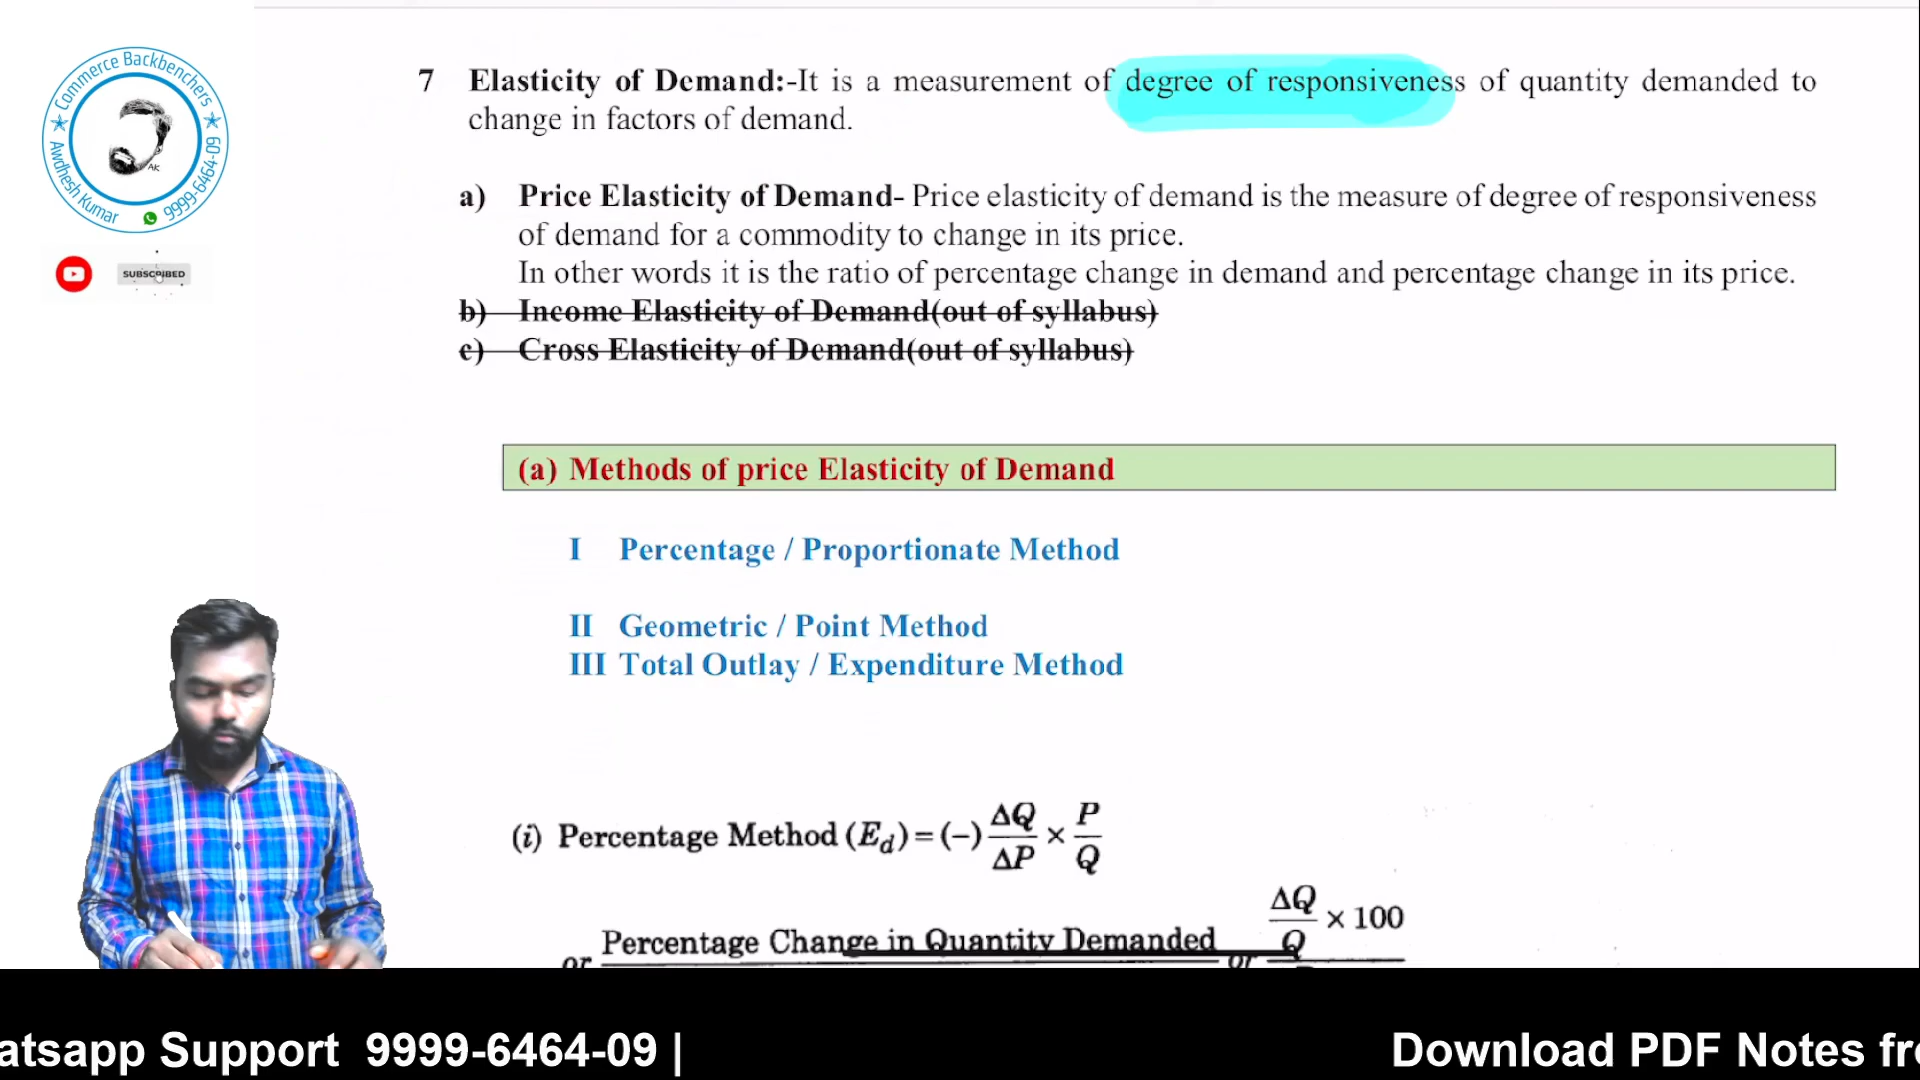 Commerce Backbenchers
Awdhesh Kumar
9999-6464-09
AK
SUBSCRIBED
7 Elasticity of Demand:-It is a measurement of degree of responsiveness of quantity demanded to
change in factors of demand.
a) Price Elasticity of Demand- Price elasticity of demand is the measure of degree of responsiveness
of demand for a commodity to change in its price.
In other words it is the ratio of percentage change in demand and percentage change in its price.
b) Income Elasticity of Demand(out of syllabus)
c) Cross Elasticity of Demand(out of syllabus)
(a) Methods of price Elasticity of Demand
I Percentage / Proportionate Method
II Geometric / Point Method
III Total Outlay / Expenditure Method
(i) Percentage Method (E_d) = (−) ΔQ/ΔP × P/Q
or Percentage Change in Quantity Demanded or ΔQ/Q × 100
atsapp Support 9999-6464-09 |
Download PDF Notes fr